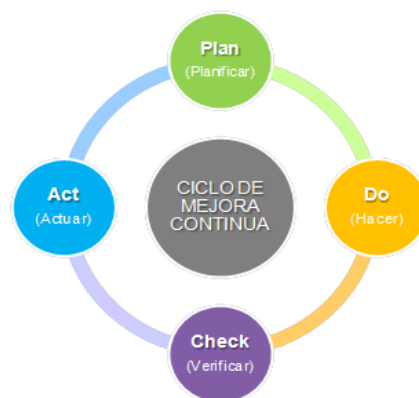 Plan
(Planificar)
Act
(Actuar)
CICLO DE
MEJORA
CONTINUA
Do
(Hacer)
Check
(Verificar)